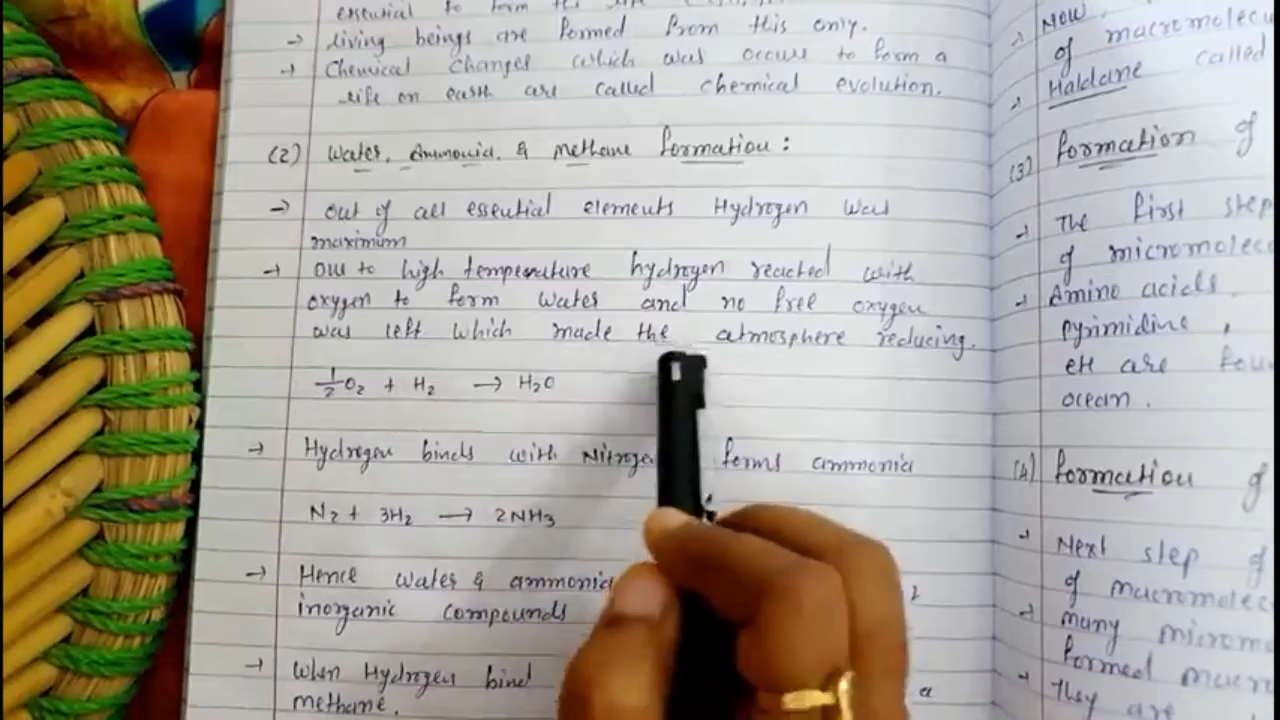 essential to form the
→ living beings are formed from this only.
→ Chemical changes which was occurs to form a
life on earth are called chemical evolution.
(2) Water, Ammonia, & Methane formation:
→ out of all essential elements Hydrogen was
maximum
→ Due to high temperature hydrogen reacted with
oxygen to form water and no free oxygen
was left which made the atmosphere reducing.
½O₂ + H₂ → H₂O
→ Hydrogen binds with Nitrogen forms ammonia
N₂ + 3H₂ → 2NH₃
→ Hence water & ammonia
inorganic compounds
→ When Hydrogen bind a
methane.
→ Now
of macromolecu
→ Haldane called
(3) formation of
→ The first step
of micromolec
→ Amino acids,
pyrimidine,
etc are fou
ocean.
(4) formation of
→ Next step of
of macromolec
→ many microm
formed macro
→ They are